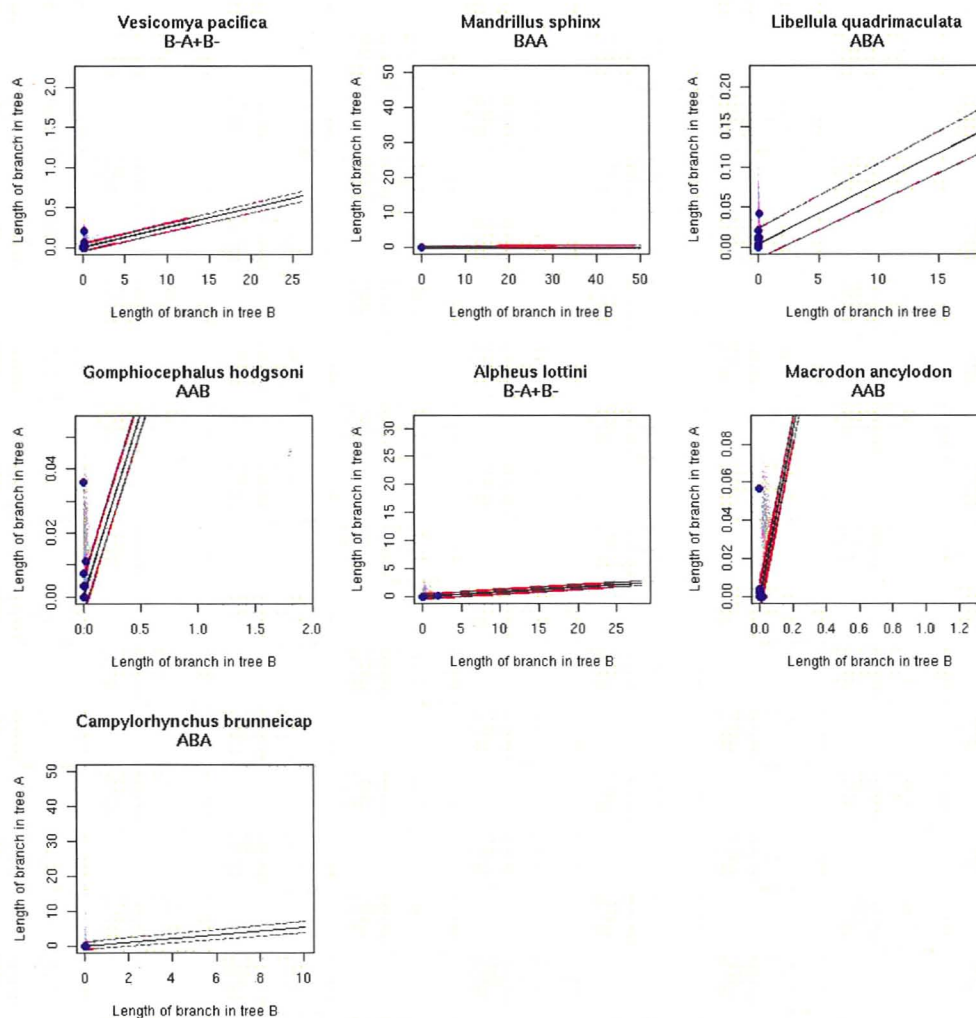 Vesicomya pacifica
B-A+B-
Length of branch in tree A
0.0 0.5 1.0 1.5 2.0
0 5 10 15 20 25
Length of branch in tree B
Mandrillus sphinx
BAA
Length of branch in tree A
0 10 20 30 40 50
0 10 20 30 40 50
Length of branch in tree B
Libellula quadrimaculata
ABA
Length of branch in tree A
0.00 0.05 0.10 0.15 0.20
0 5 10 15
Length of branch in tree B
Gomphiocephalus hodgsoni
AAB
Length of branch in tree A
0.00 0.02 0.04
0.0 0.5 1.0 1.5 2.0
Length of branch in tree B
Alpheus lottini
B-A+B-
Length of branch in tree A
0 5 10 15 20 25 30
0 5 10 15 20 25
Length of branch in tree B
Macrodon ancylodon
AAB
Length of branch in tree A
0.00 0.02 0.04 0.06 0.08
0.0 0.2 0.4 0.6 0.8 1.0 1.2
Length of branch in tree B
Campylorhynchus brunneicap
ABA
Length of branch in tree A
0 10 20 30 40 50
0 2 4 6 8 10
Length of branch in tree B